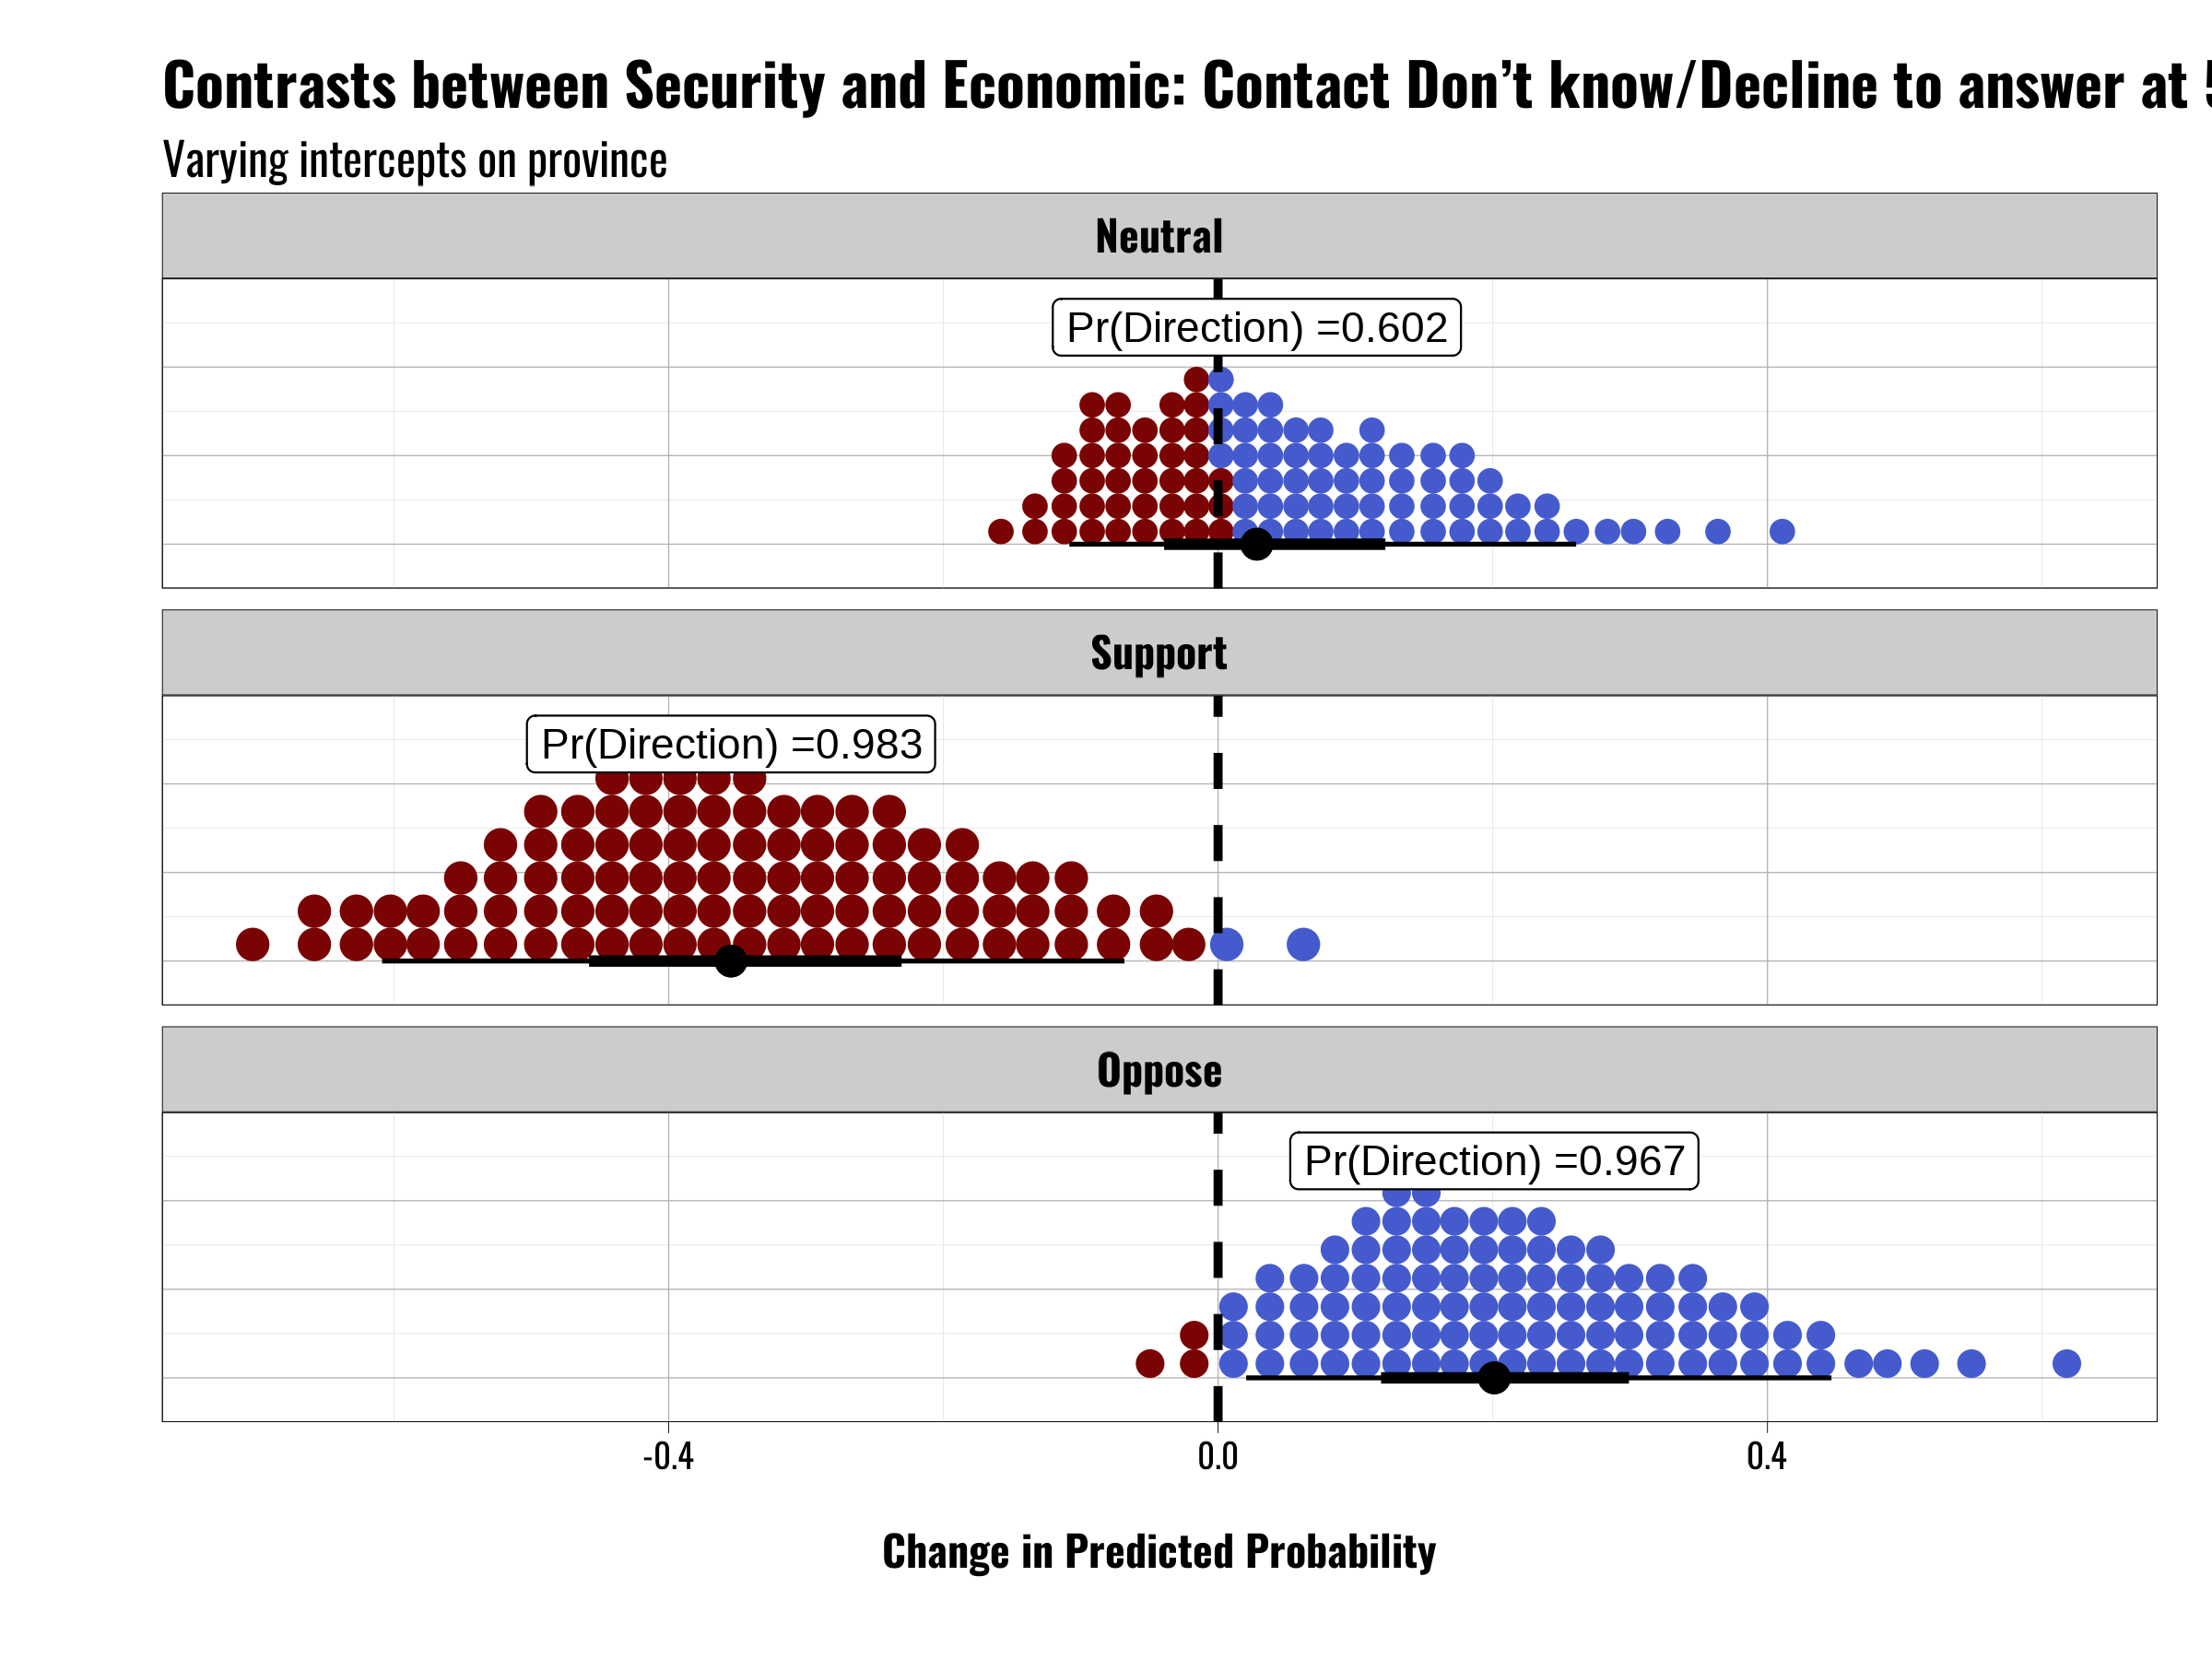 Contrasts between Security and Economic: Contact Don’t know/Decline to answer at
Varying intercepts on province
Neutral
Pr(Direction) =0.602
Support
Pr(Direction) =0.983
Oppose
Pr(Direction) =0.967
-0.4 0.0 0.4
Change in Predicted Probability